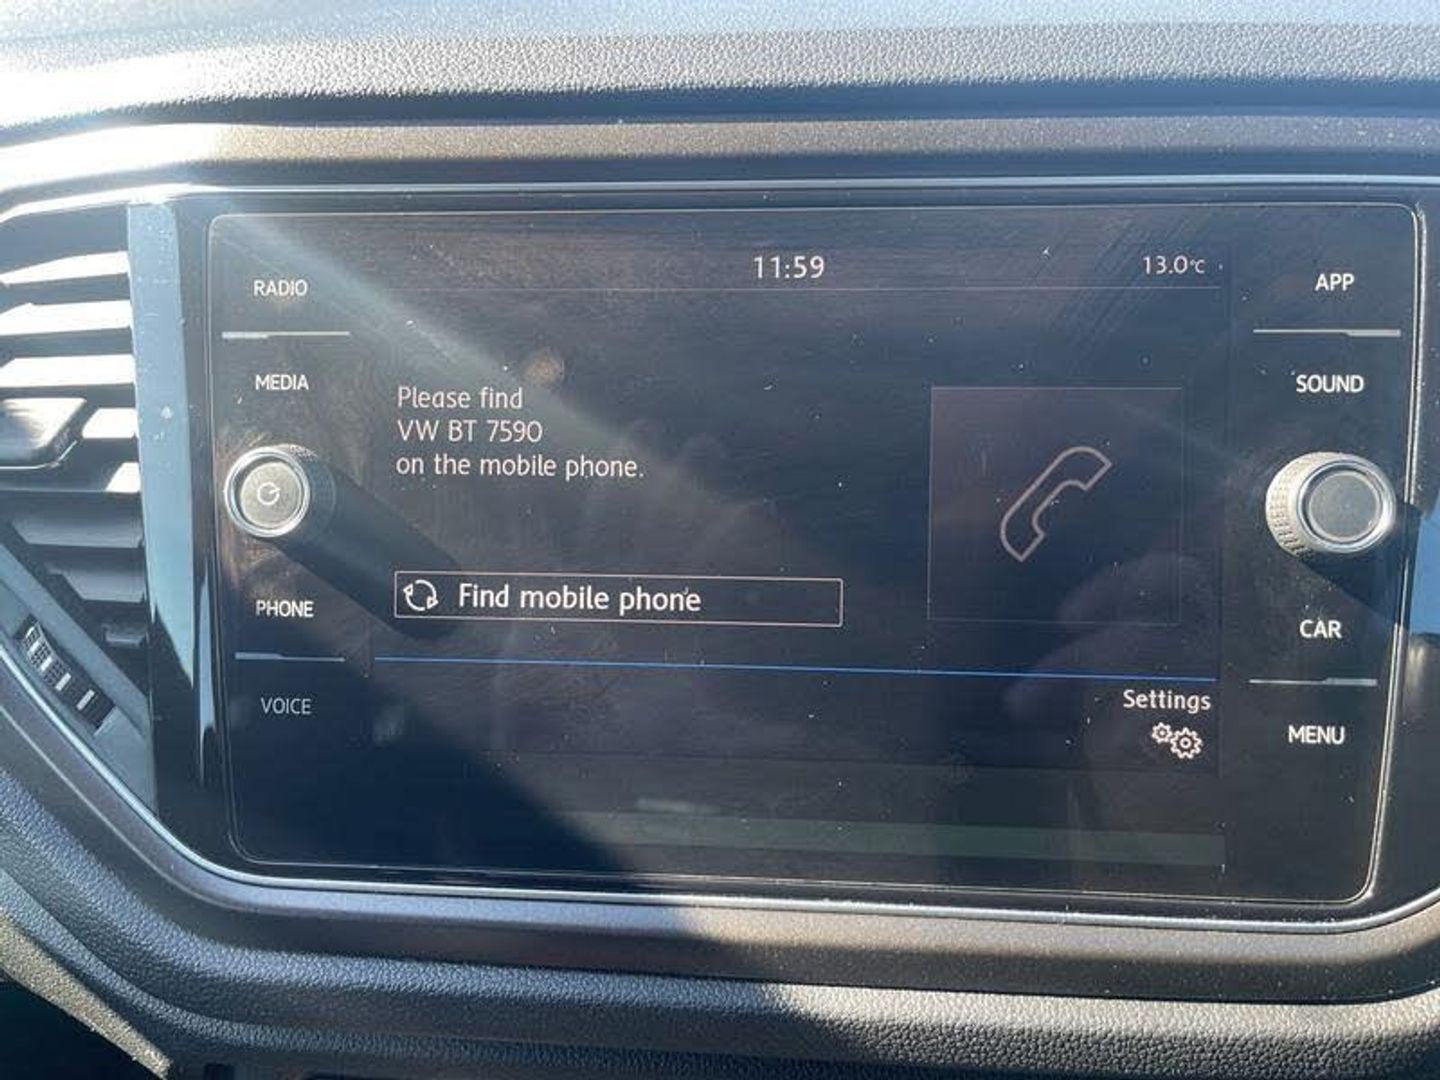 11:59
13.0°C
RADIO
MEDIA
PHONE
VOICE
Please find
VW BT 7590
on the mobile phone.
Find mobile phone
Settings
APP
SOUND
CAR
MENU